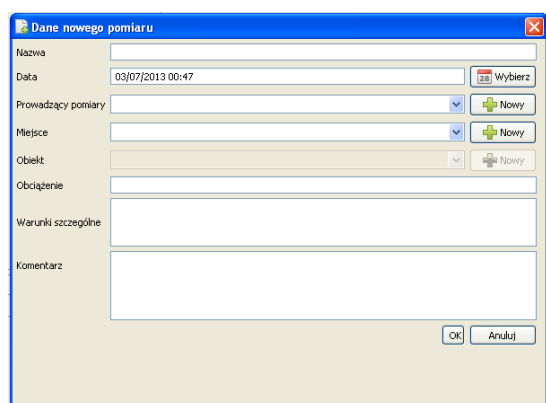 Dane nowego pomiaru
Nazwa
Data 03/07/2013 00:47 28 Wybierz
Prowadzący pomiary Nowy
Miejsce Nowy
Obiekt Nowy
Obciążenie
Warunki szczególne
Komentarz
OK Anuluj